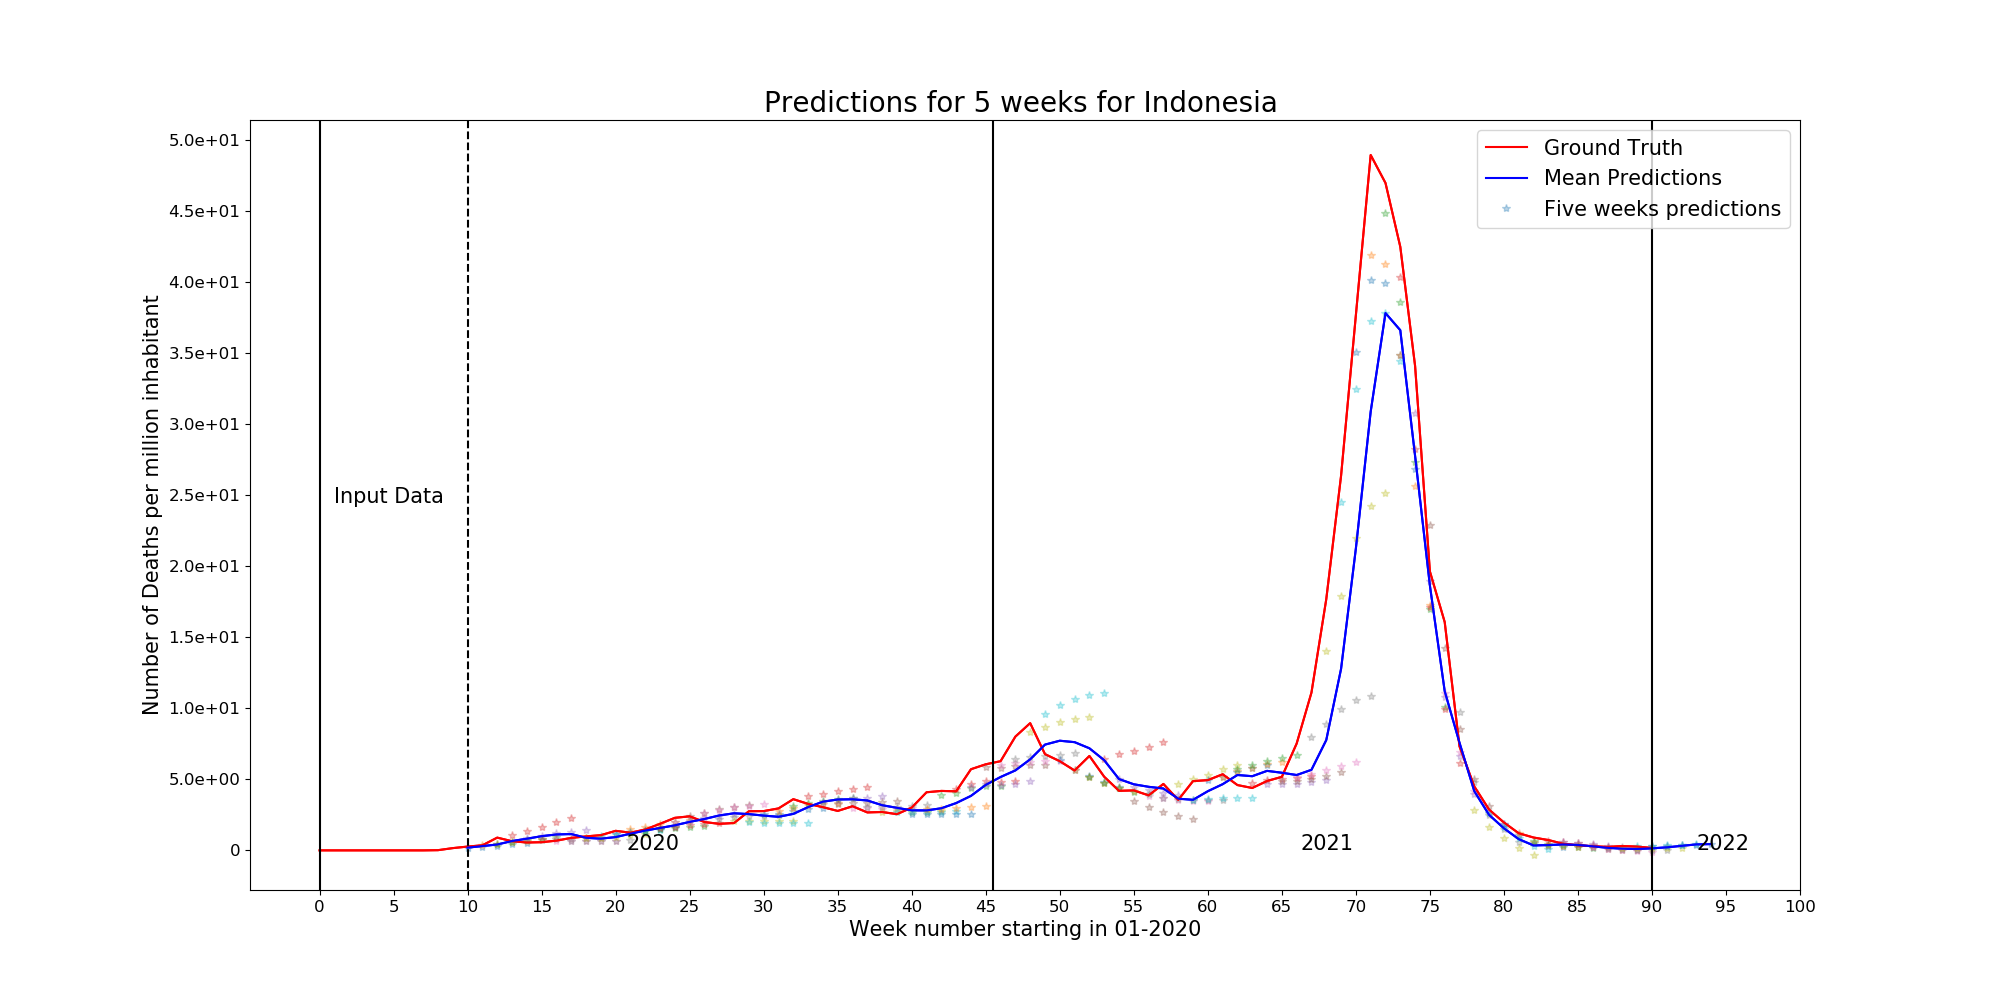 Predictions for 5 weeks for Indonesia
Ground Truth
Mean Predictions
Five weeks predictions
Number of Deaths per million inhabitant
5.0e+01
4.5e+01
4.0e+01
3.5e+01
3.0e+01
2.5e+01
2.0e+01
1.5e+01
1.0e+01
5.0e+00
0
Input Data
2020
2021
2022
0 5 10 15 20 25 30 35 40 45 50 55 60 65 70 75 80 85 90 95 100
Week number starting in 01-2020